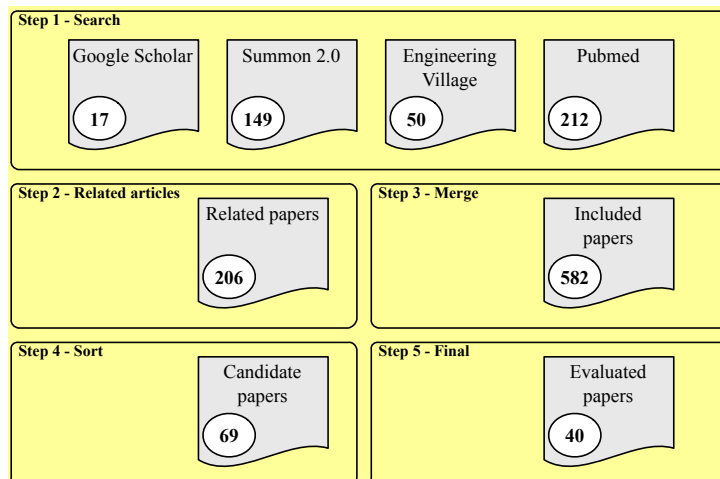 Step 1 - Search
Google Scholar
17
Summon 2.0
149
Engineering
Village
50
Pubmed
212
Step 2 - Related articles
Related papers
206
Step 3 - Merge
Included
papers
582
Step 4 - Sort
Candidate
papers
69
Step 5 - Final
Evaluated
papers
40